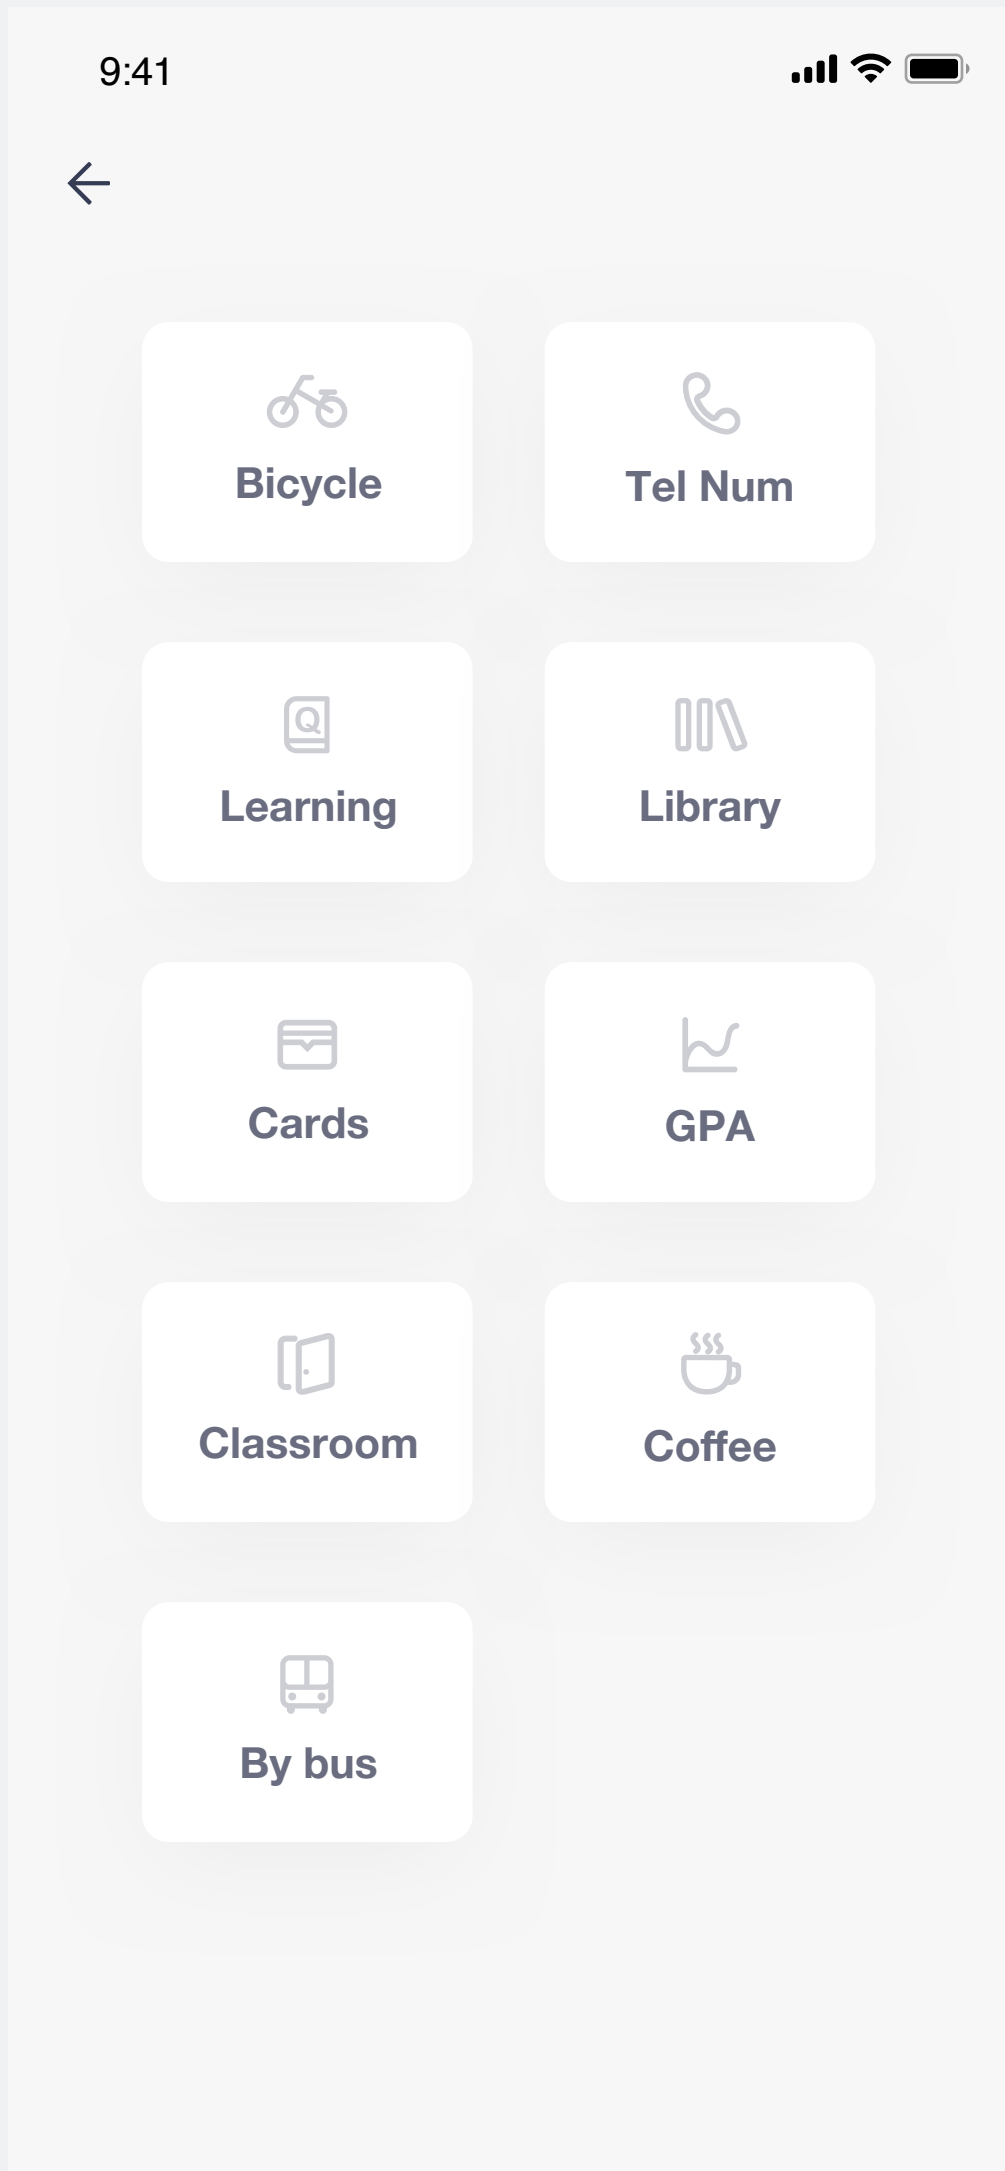 9:41
Bicycle
Tel Num
Q
Learning
Library
Cards
GPA
Classroom
Coffee
By bus